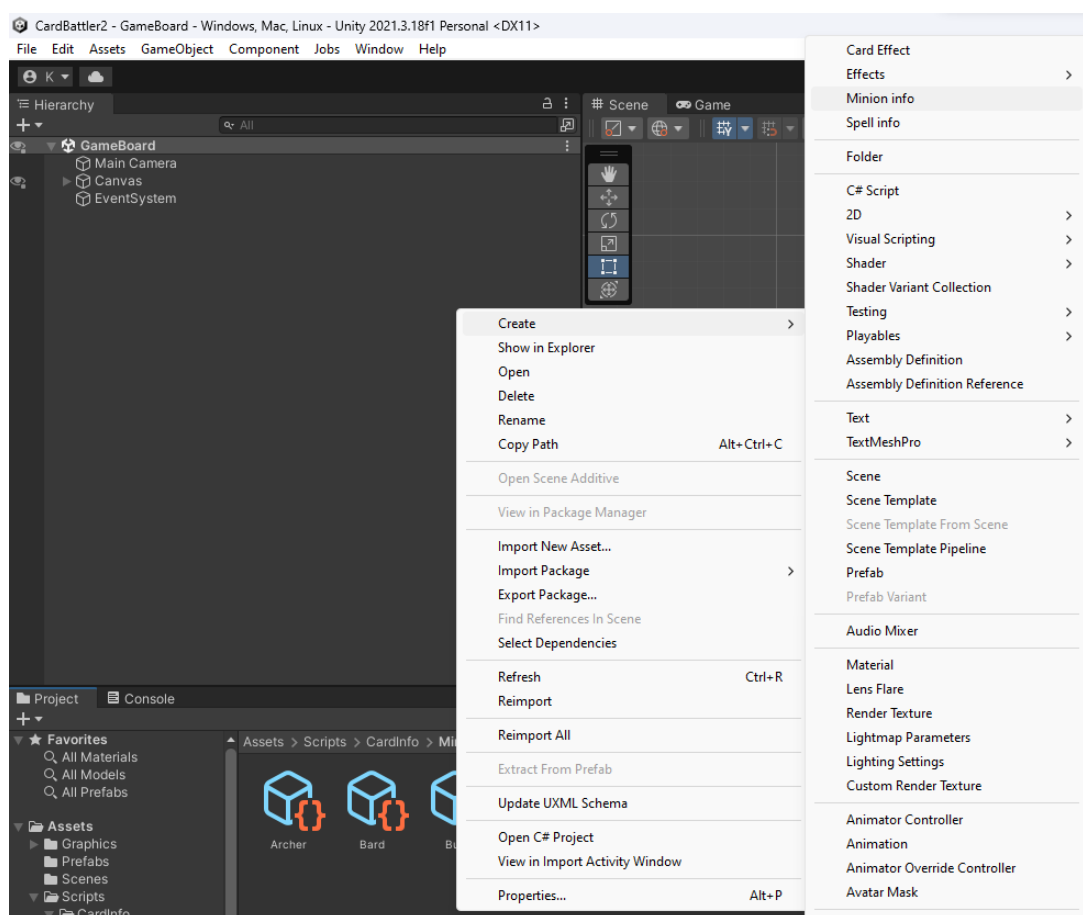 CardBattler2 - GameBoard - Windows, Mac, Linux - Unity 2021.3.18f1 Personal <DX11>
File Edit Assets GameObject Component Jobs Window Help
K
Hierarchy
All
GameBoard
Main Camera
Canvas
EventSystem
Scene Game
Create
Show in Explorer
Open
Delete
Rename
Copy Path Alt+Ctrl+C
Open Scene Additive
View in Package Manager
Import New Asset...
Import Package
Export Package...
Find References In Scene
Select Dependencies
Refresh Ctrl+R
Reimport
Reimport All
Extract From Prefab
Update UXML Schema
Open C# Project
View in Import Activity Window
Properties... Alt+P
Card Effect
Effects
Minion info
Spell info
Folder
C# Script
2D
Visual Scripting
Shader
Shader Variant Collection
Testing
Playables
Assembly Definition
Assembly Definition Reference
Text
TextMeshPro
Scene
Scene Template
Scene Template From Scene
Scene Template Pipeline
Prefab
Prefab Variant
Audio Mixer
Material
Lens Flare
Render Texture
Lightmap Parameters
Lighting Settings
Custom Render Texture
Animator Controller
Animation
Animator Override Controller
Avatar Mask
Project Console
Favorites
All Materials
All Models
All Prefabs
Assets
Graphics
Prefabs
Scenes
Scripts
CardInfo
Assets > Scripts > CardInfo >
Archer Bard